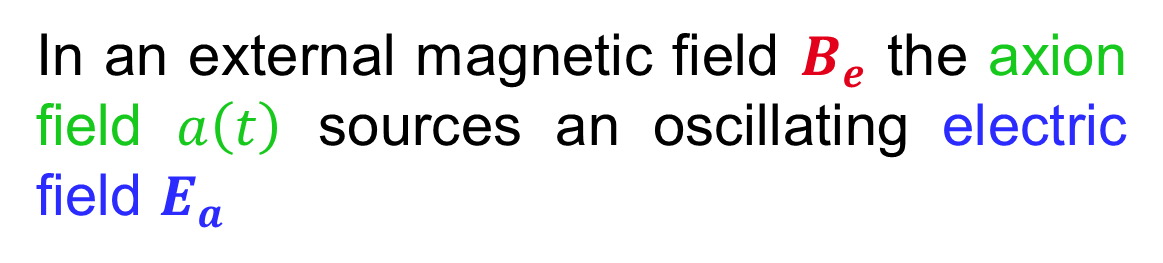 In an external magnetic field 𝑩ₑ the axion
field 𝑎(𝑡) sources an oscillating electric
field 𝑬ₐ